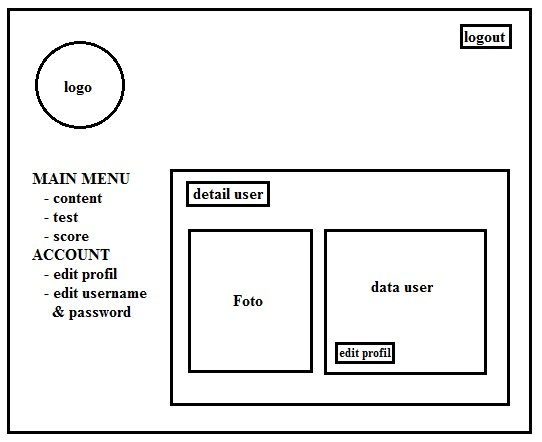 logout
logo
MAIN MENU
- content
- test
- score
ACCOUNT
- edit profil
- edit username
& password
detail user
Foto
data user
edit profil